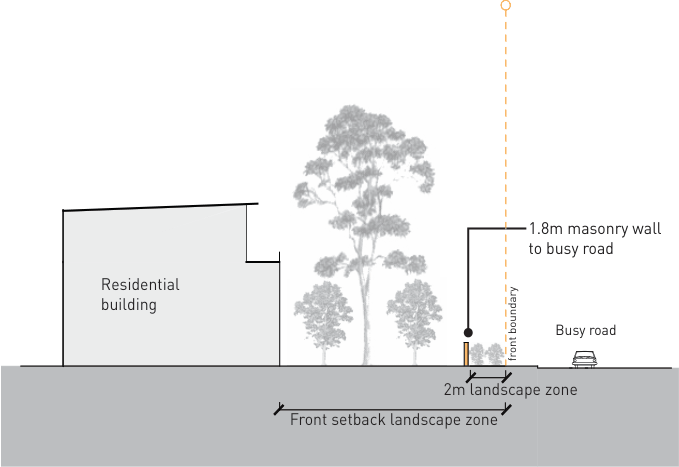 1.8m masonry wall
to busy road
Residential
building
front boundary
Busy road
2m landscape zone
Front setback landscape zone